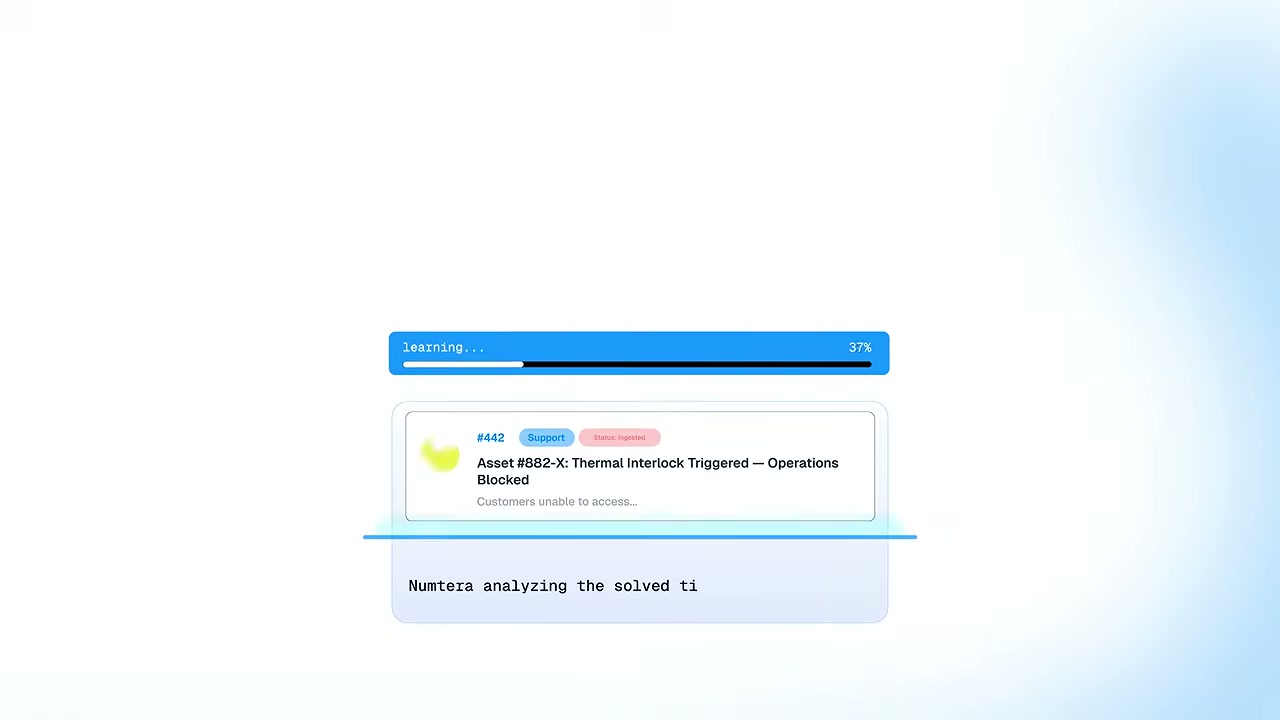 learning... 37%
#442 Support Status: Ingested
Asset #882-X: Thermal Interlock Triggered — Operations
Blocked
Customers unable to access...
Numtera analyzing the solved ti